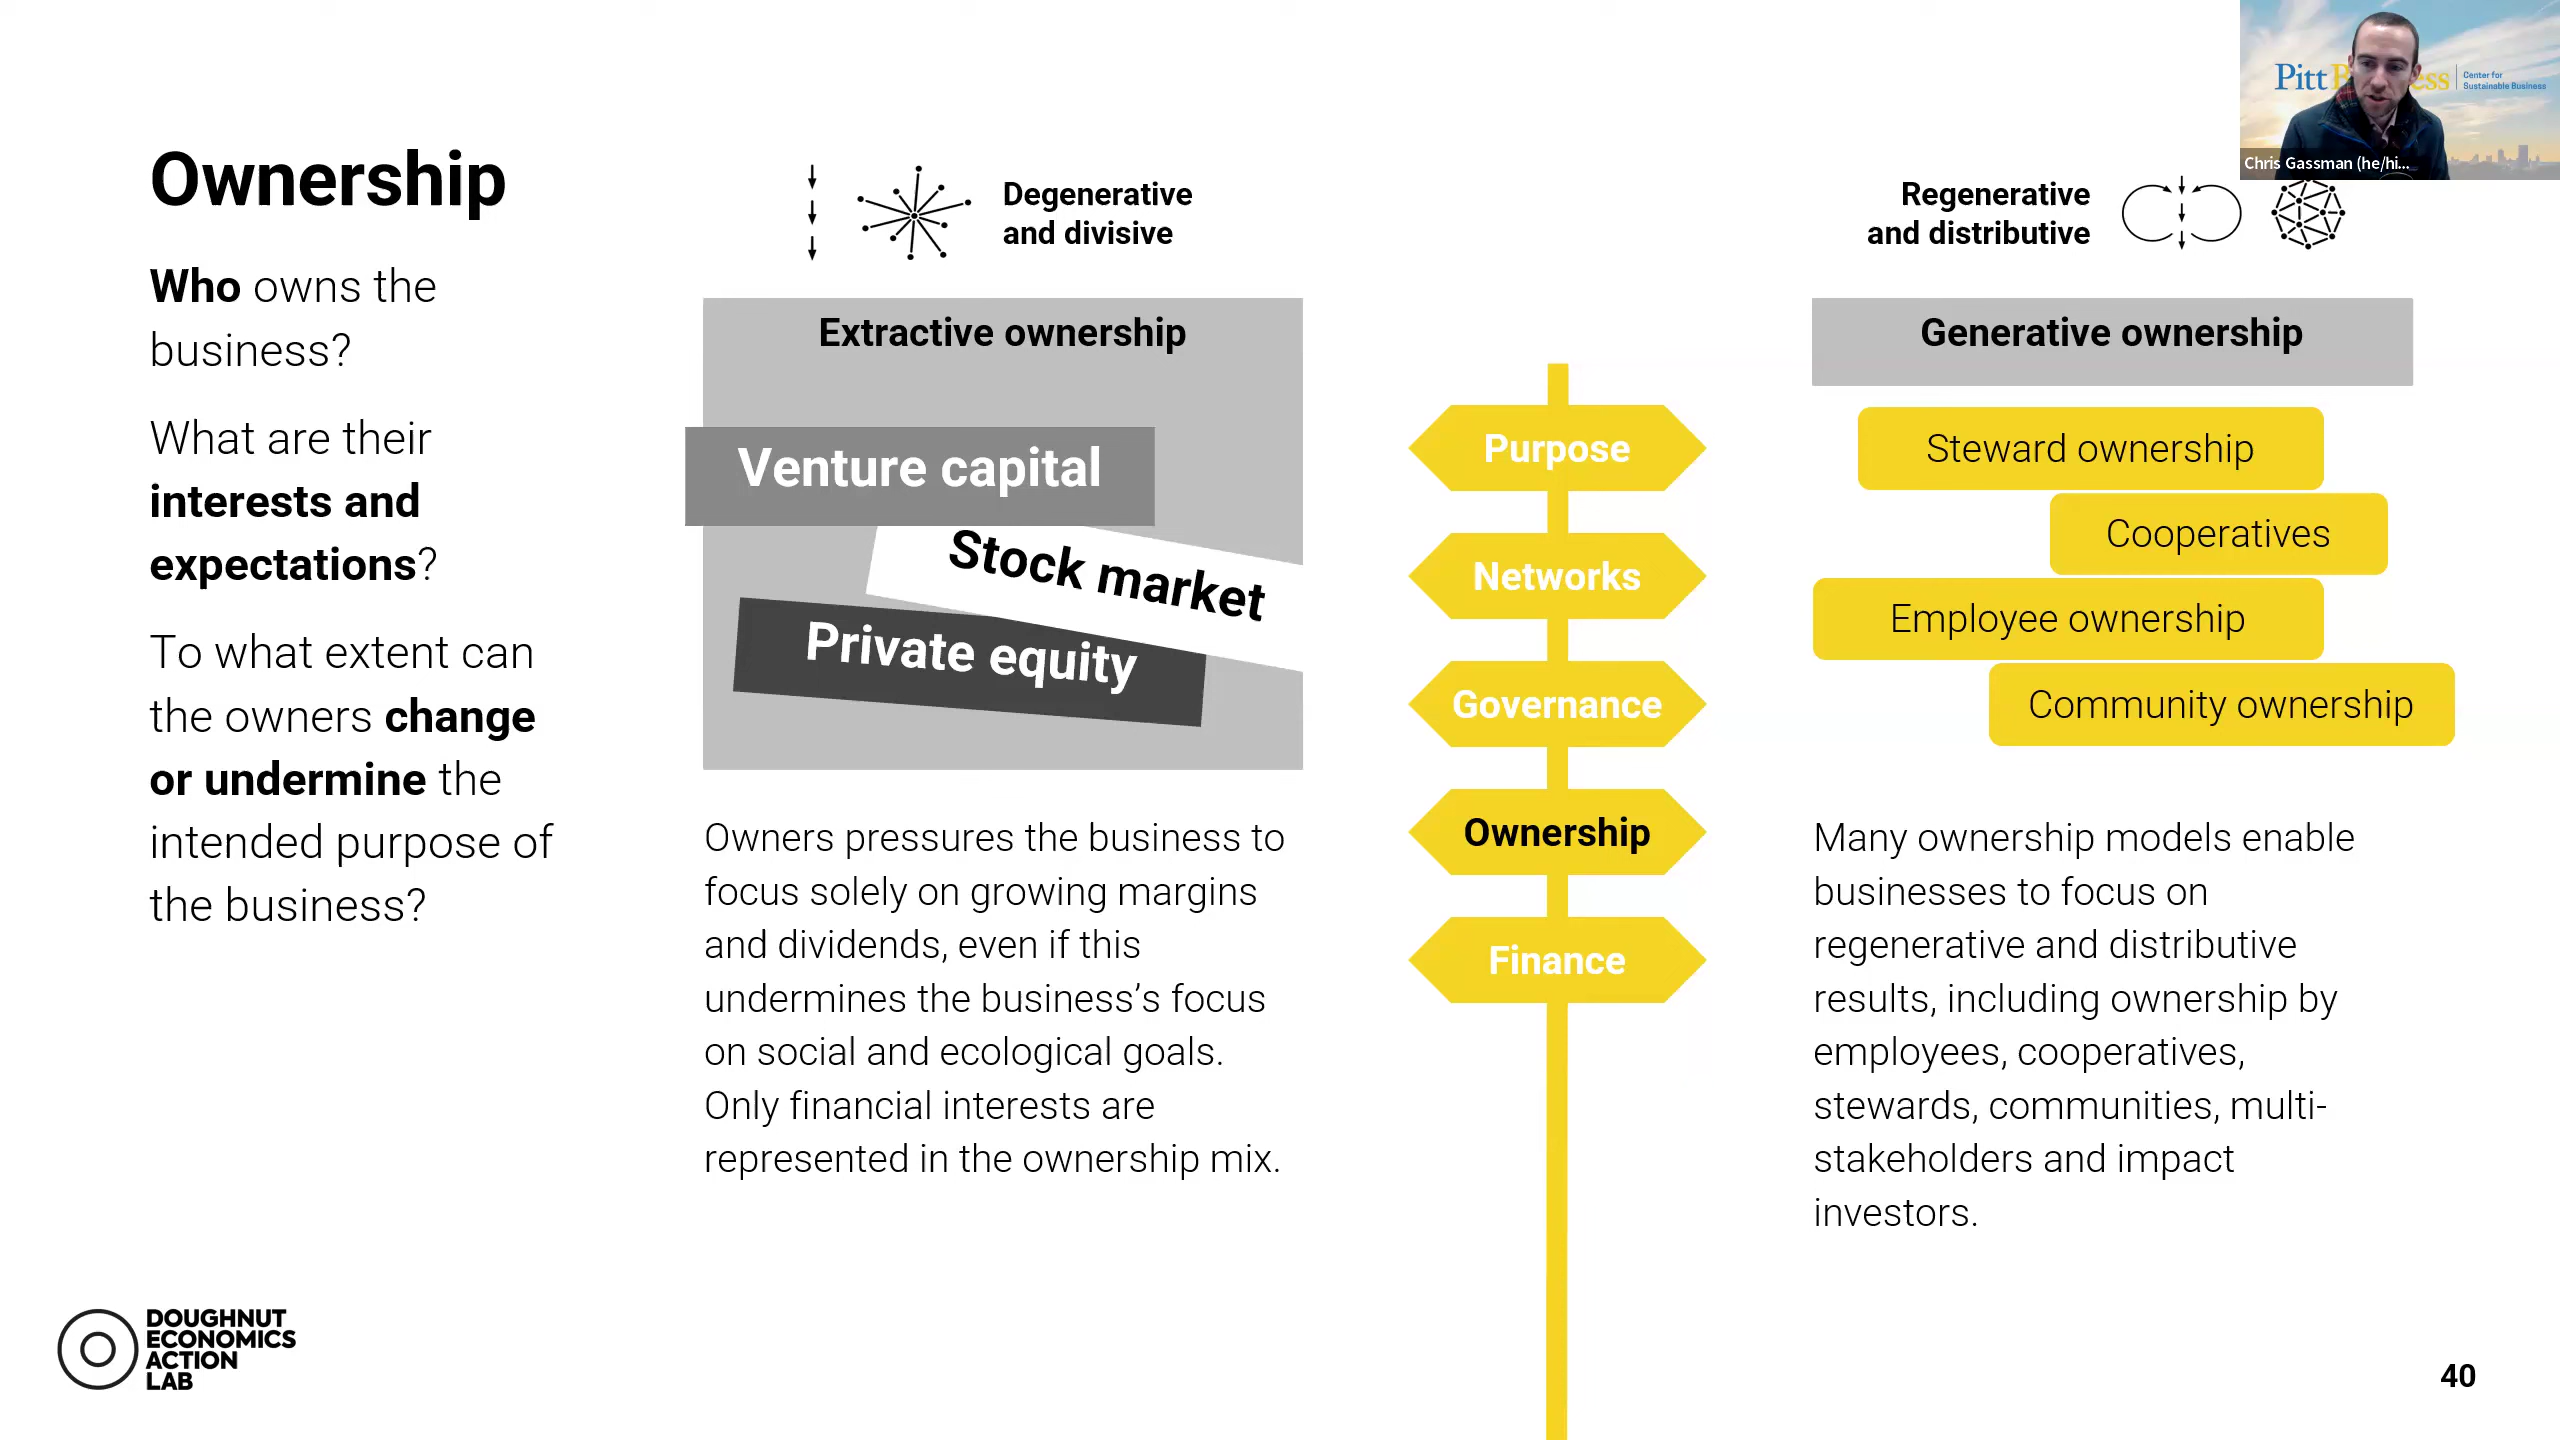 Ownership
Who owns the
business?
What are their
interests and
expectations?
To what extent can
the owners change
or undermine the
intended purpose of
the business?
Degenerative
and divisive
Extractive ownership
Venture capital
Stock market
Private equity
Owners pressures the business to
focus solely on growing margins
and dividends, even if this
undermines the business’s focus
on social and ecological goals.
Only financial interests are
represented in the ownership mix.
Purpose
Networks
Governance
Ownership
Finance
Regenerative
and distributive
Generative ownership
Steward ownership
Cooperatives
Employee ownership
Community ownership
Many ownership models enable
businesses to focus on
regenerative and distributive
results, including ownership by
employees, cooperatives,
stewards, communities, multi-
stakeholders and impact
investors.
Pitt
Center for
Sustainable Business
Chris Gassman (he/hi...
DOUGHNUT
ECONOMICS
ACTION
LAB
40